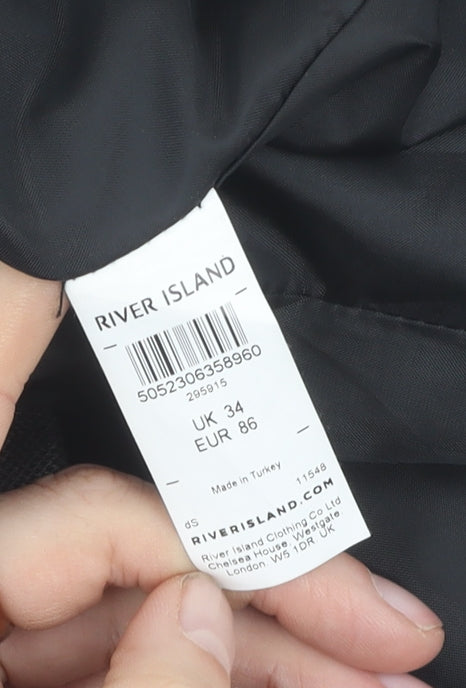 RIVER ISLAND
5052306358960
295915
UK 34
EUR 86
Made in Turkey
11548
dS
RIVERISLAND.COM
River Island Clothing Co Ltd
Chelsea House, Westgate
London W5 1DR UK